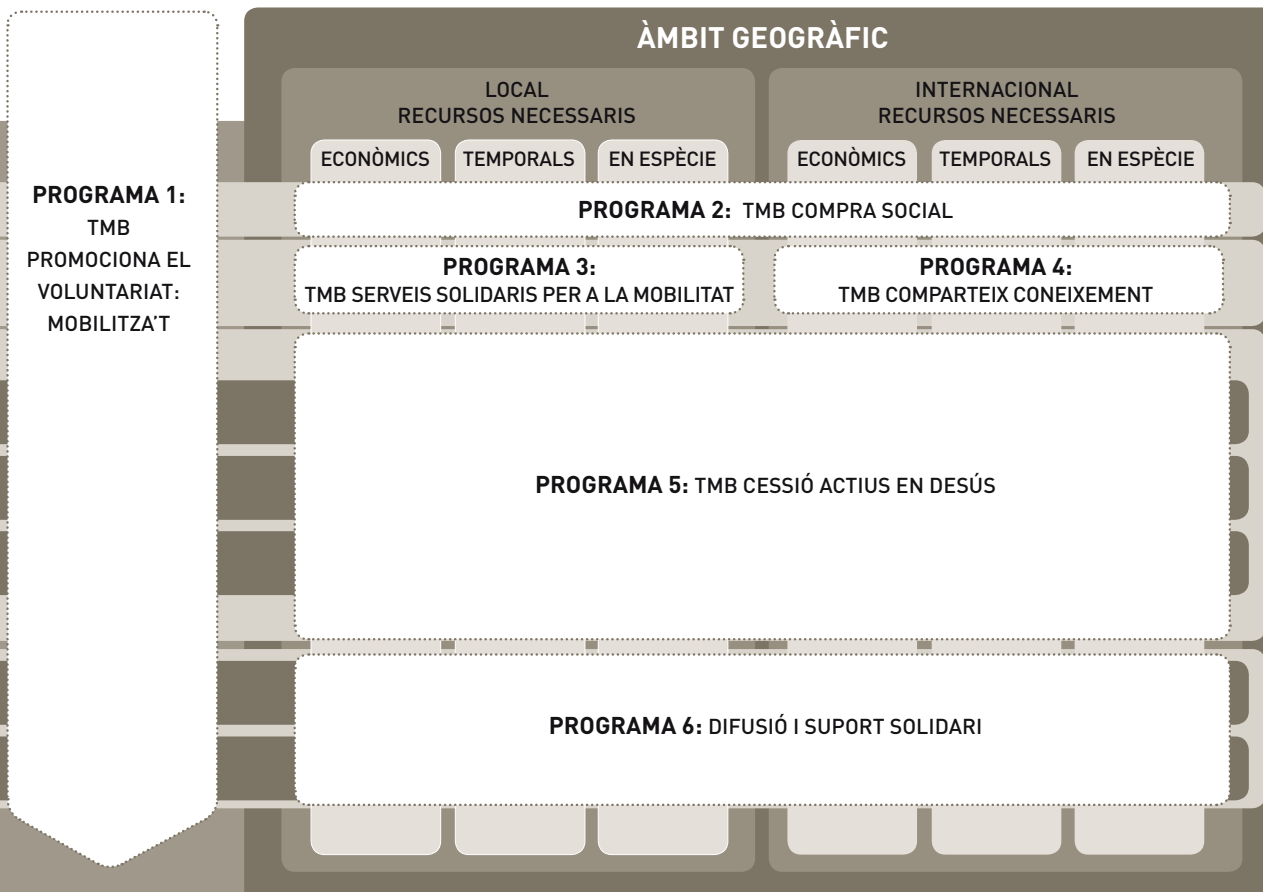 ÀMBIT GEOGRÀFIC
LOCAL
RECURSOS NECESSARIS
INTERNACIONAL
RECURSOS NECESSARIS
ECONÒMICS
TEMPORALS
EN ESPÈCIE
ECONÒMICS
TEMPORALS
EN ESPÈCIE
PROGRAMA 1:
TMB
PROMOCIONA EL
VOLUNTARIAT:
MOBILITZA'T
PROGRAMA 2: TMB COMPRA SOCIAL
PROGRAMA 3:
TMB SERVEIS SOLIDARIS PER A LA MOBILITAT
PROGRAMA 4:
TMB COMPARTEIX CONEIXEMENT
PROGRAMA 5: TMB CESSIÓ ACTIUS EN DESÚS
PROGRAMA 6: DIFUSIÓ I SUPORT SOLIDARI